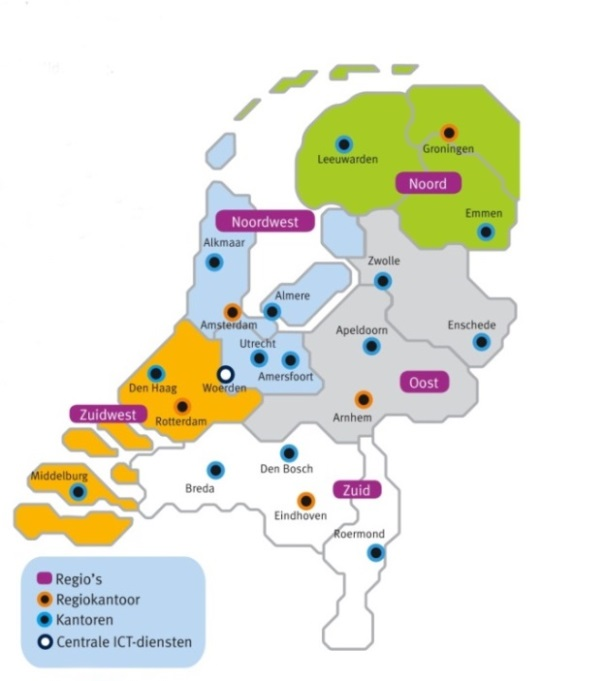 Leeuwarden
Groningen
Noord
Emmen
Noordwest
Alkmaar
Zwolle
Almere
Amsterdam
Apeldoorn
Enschede
Utrecht
Amersfoort
Woerden
Den Haag
Oost
Zuidwest
Rotterdam
Arnhem
Middelburg
Den Bosch
Breda
Zuid
Eindhoven
Roermond
Regio's
Regiokantoor
Kantoren
Centrale ICT-diensten